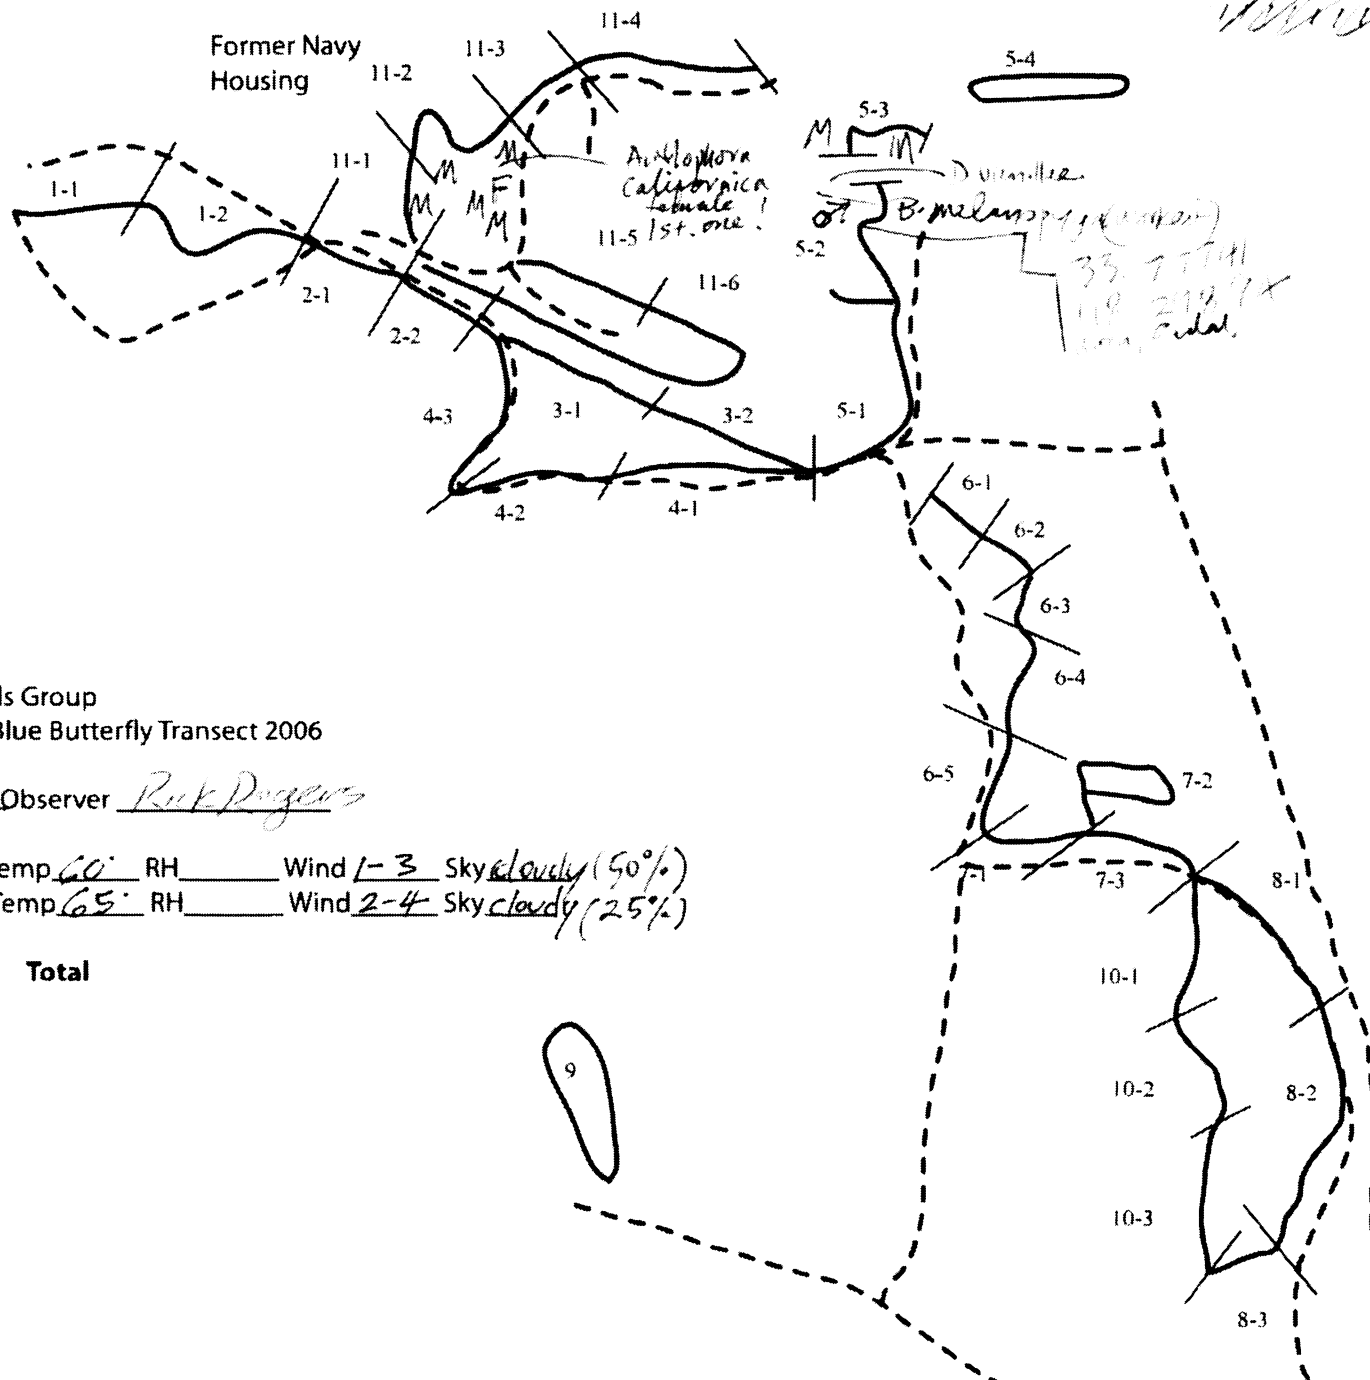 11-4
Former Navy
Housing
11-3
11-2
5-4
5-3
M M
11-1
M
M
M F
M
M
Anthophora
Californica
female !
1st. one !
D
♂ B. melanopyga
1-1
1-2
11-5
5-2
33.
118.
2-1
11-6
2-2
4-3
3-1
3-2
5-1
4-2
4-1
6-1
6-2
6-3
6-4
ls Group
Blue Butterfly Transect 2006
6-5
7-2
Observer Rick Rogers
emp 60° RH Wind 1-3 Sky cloudy (50%)
Temp 65° RH Wind 2-4 Sky cloudy (25%)
7-1
7-3
8-1
Total
10-1
9
10-2
8-2
10-3
8-3